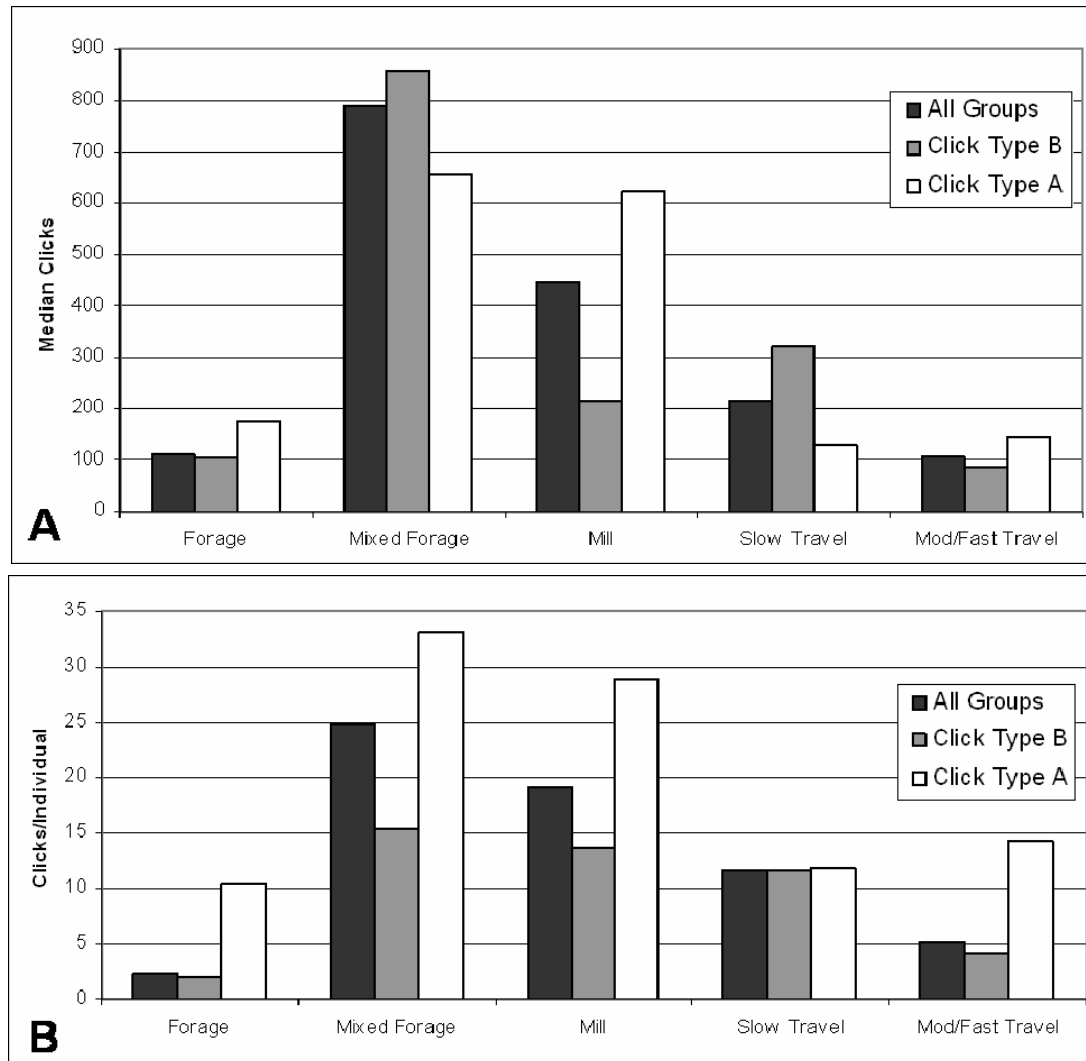 900
800
700
600
500
400
300
200
100
0
Median Clicks
All Groups
Click Type B
Click Type A
Forage Mixed Forage Mill Slow Travel Mod/Fast Travel
A
35
30
25
20
15
10
5
0
Clicks/Individual
All Groups
Click Type B
Click Type A
Forage Mixed Forage Mill Slow Travel Mod/Fast Travel
B